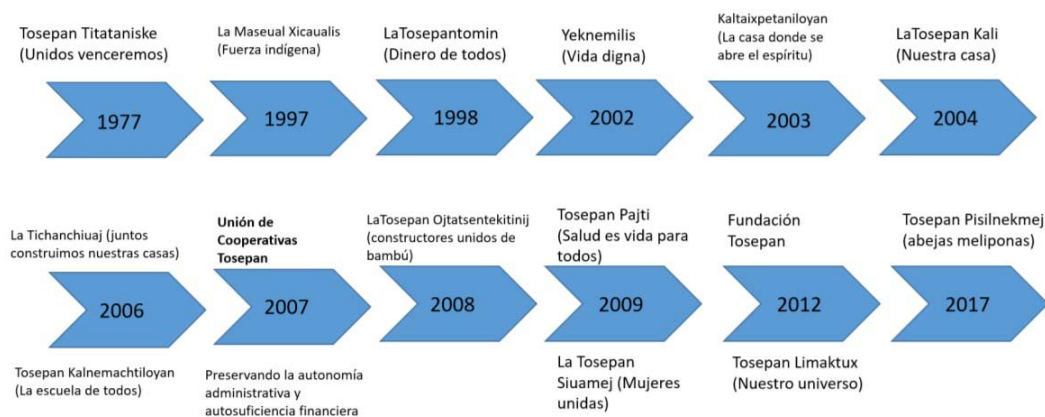 Tosepan Titataniske
(Unidos venceremos)
1977
La Maseual Xicaualis
(Fuerza indígena)
1997
LaTosepantomin
(Dinero de todos)
1998
Yeknemilis
(Vida digna)
2002
Kaltaixpetaniloyan
(La casa donde se
abre el espíritu)
2003
LaTosepan Kali
(Nuestra casa)
2004
La Tichanchiuaj (juntos
construimos nuestras casas)
2006
Tosepan Kalnemachtiloyan
(La escuela de todos)
Unión de
Cooperativas
Tosepan
2007
Preservando la autonomía
administrativa y
autosuficiencia financiera
LaTosepan Ojtatsentekitinij
(constructores unidos de
bambú)
2008
Tosepan Pajti
(Salud es vida para
todos)
2009
La Tosepan
Siuamej (Mujeres
unidas)
Fundación
Tosepan
2012
Tosepan Limaktux
(Nuestro universo)
Tosepan Pisilnekmej
(abejas meliponas)
2017